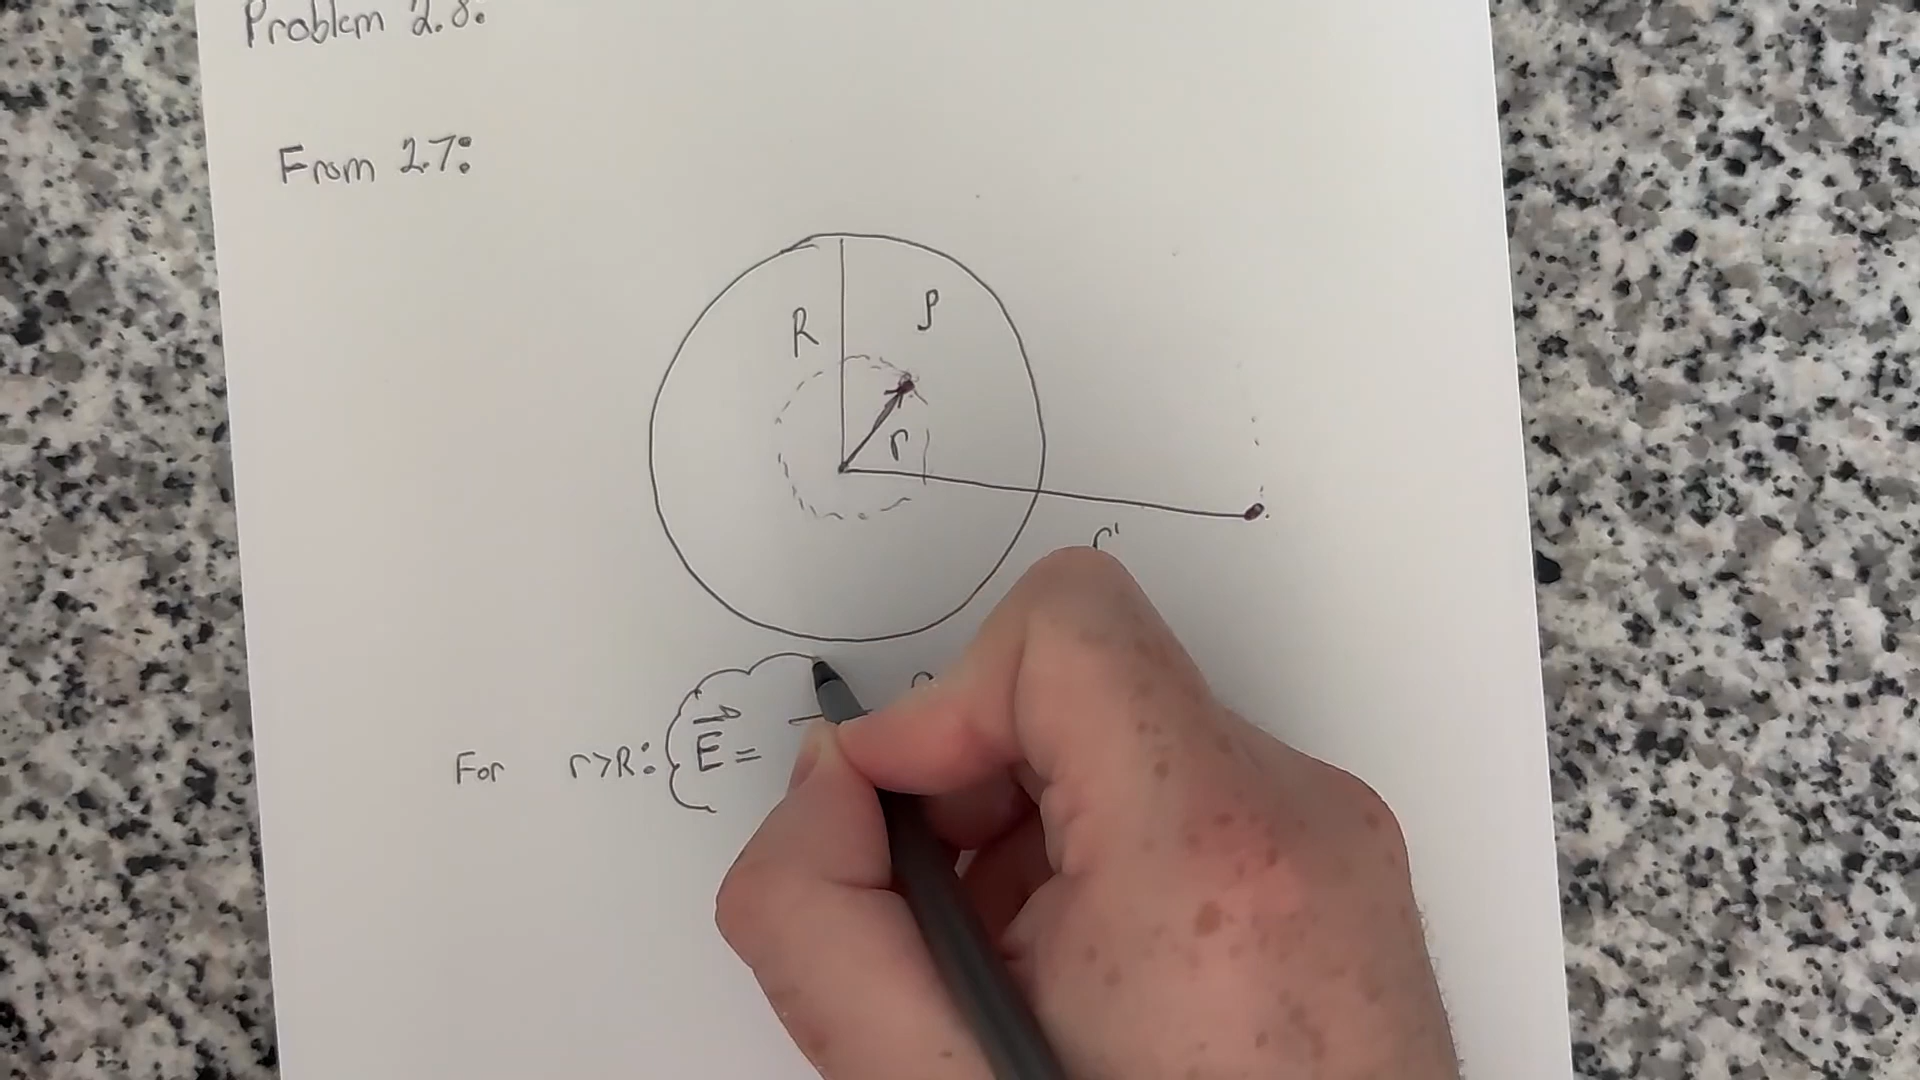 Problem 2.8:
From 2.7:
R ρ
r
r'
For r>R: E⃗ =